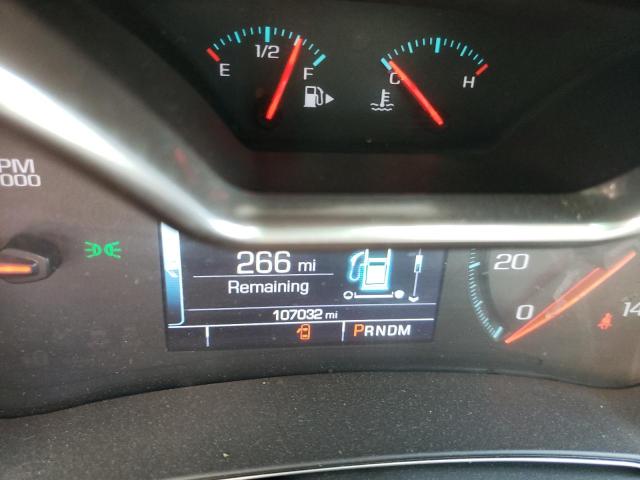 1/2
E F
C H
PM
000
266 mi
Remaining
107032 mi
PRNDM
20
0
14